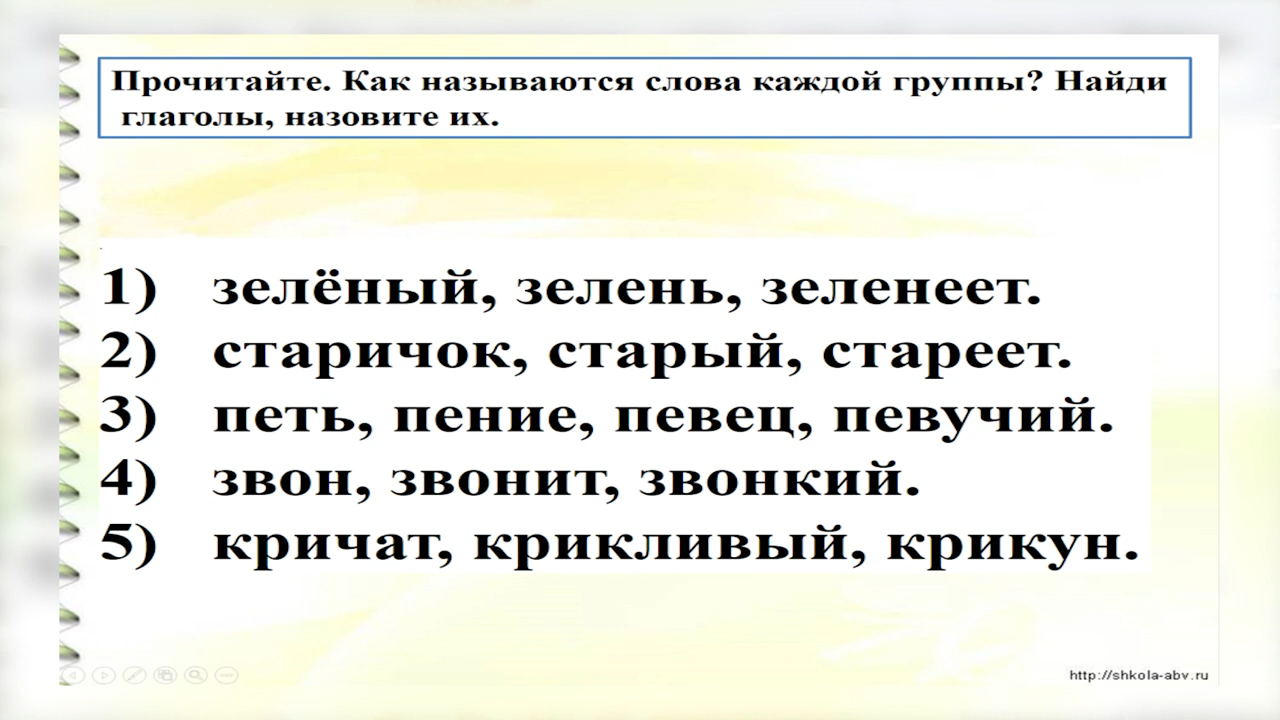 Прочитайте. Как называются слова каждой группы? Найди
глаголы, назовите их.
1) зелёный, зелень, зеленеет.
2) старичок, старый, стареет.
3) петь, пение, певец, певучий.
4) звон, звонит, звонкий.
5) кричат, крикливый, крикун.
http://shkola-abv.ru